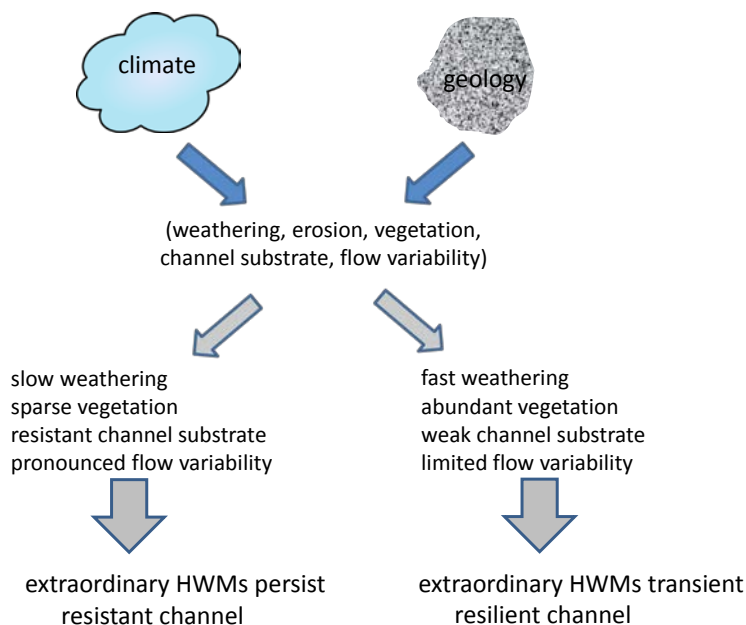 climate
geology
(weathering, erosion, vegetation,
channel substrate, flow variability)
slow weathering
sparse vegetation
resistant channel substrate
pronounced flow variability
fast weathering
abundant vegetation
weak channel substrate
limited flow variability
extraordinary HWMs persist
resistant channel
extraordinary HWMs transient
resilient channel